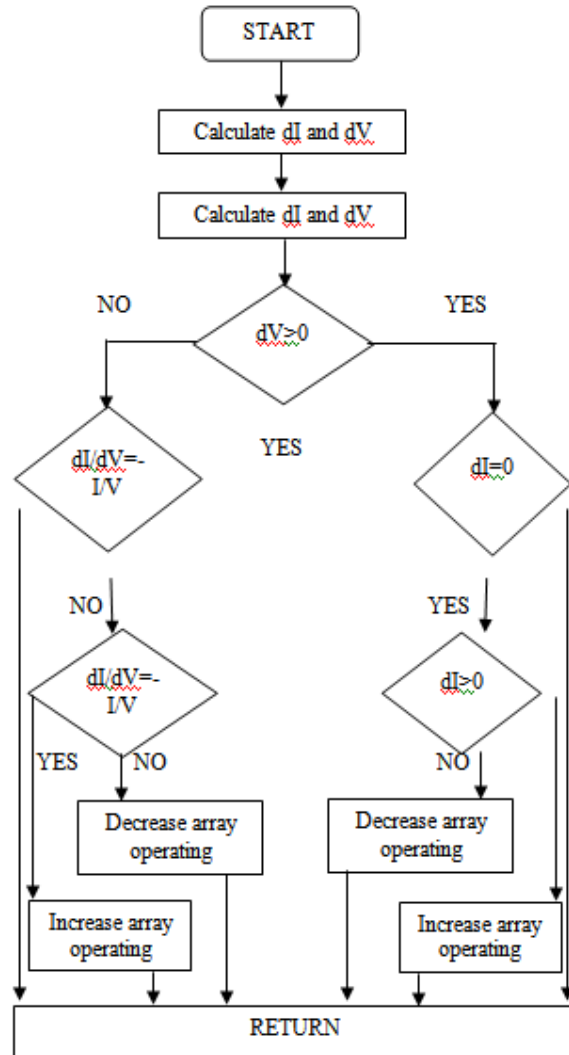 START
Calculate dI and dV
Calculate dI and dV
NO
YES
dV>0
YES
dI/dV=-
I/V
dI=0
NO
YES
dI/dV=-
I/V
dI>0
YES
NO
NO
Decrease array
operating
Decrease array
operating
Increase array
operating
Increase array
operating
RETURN